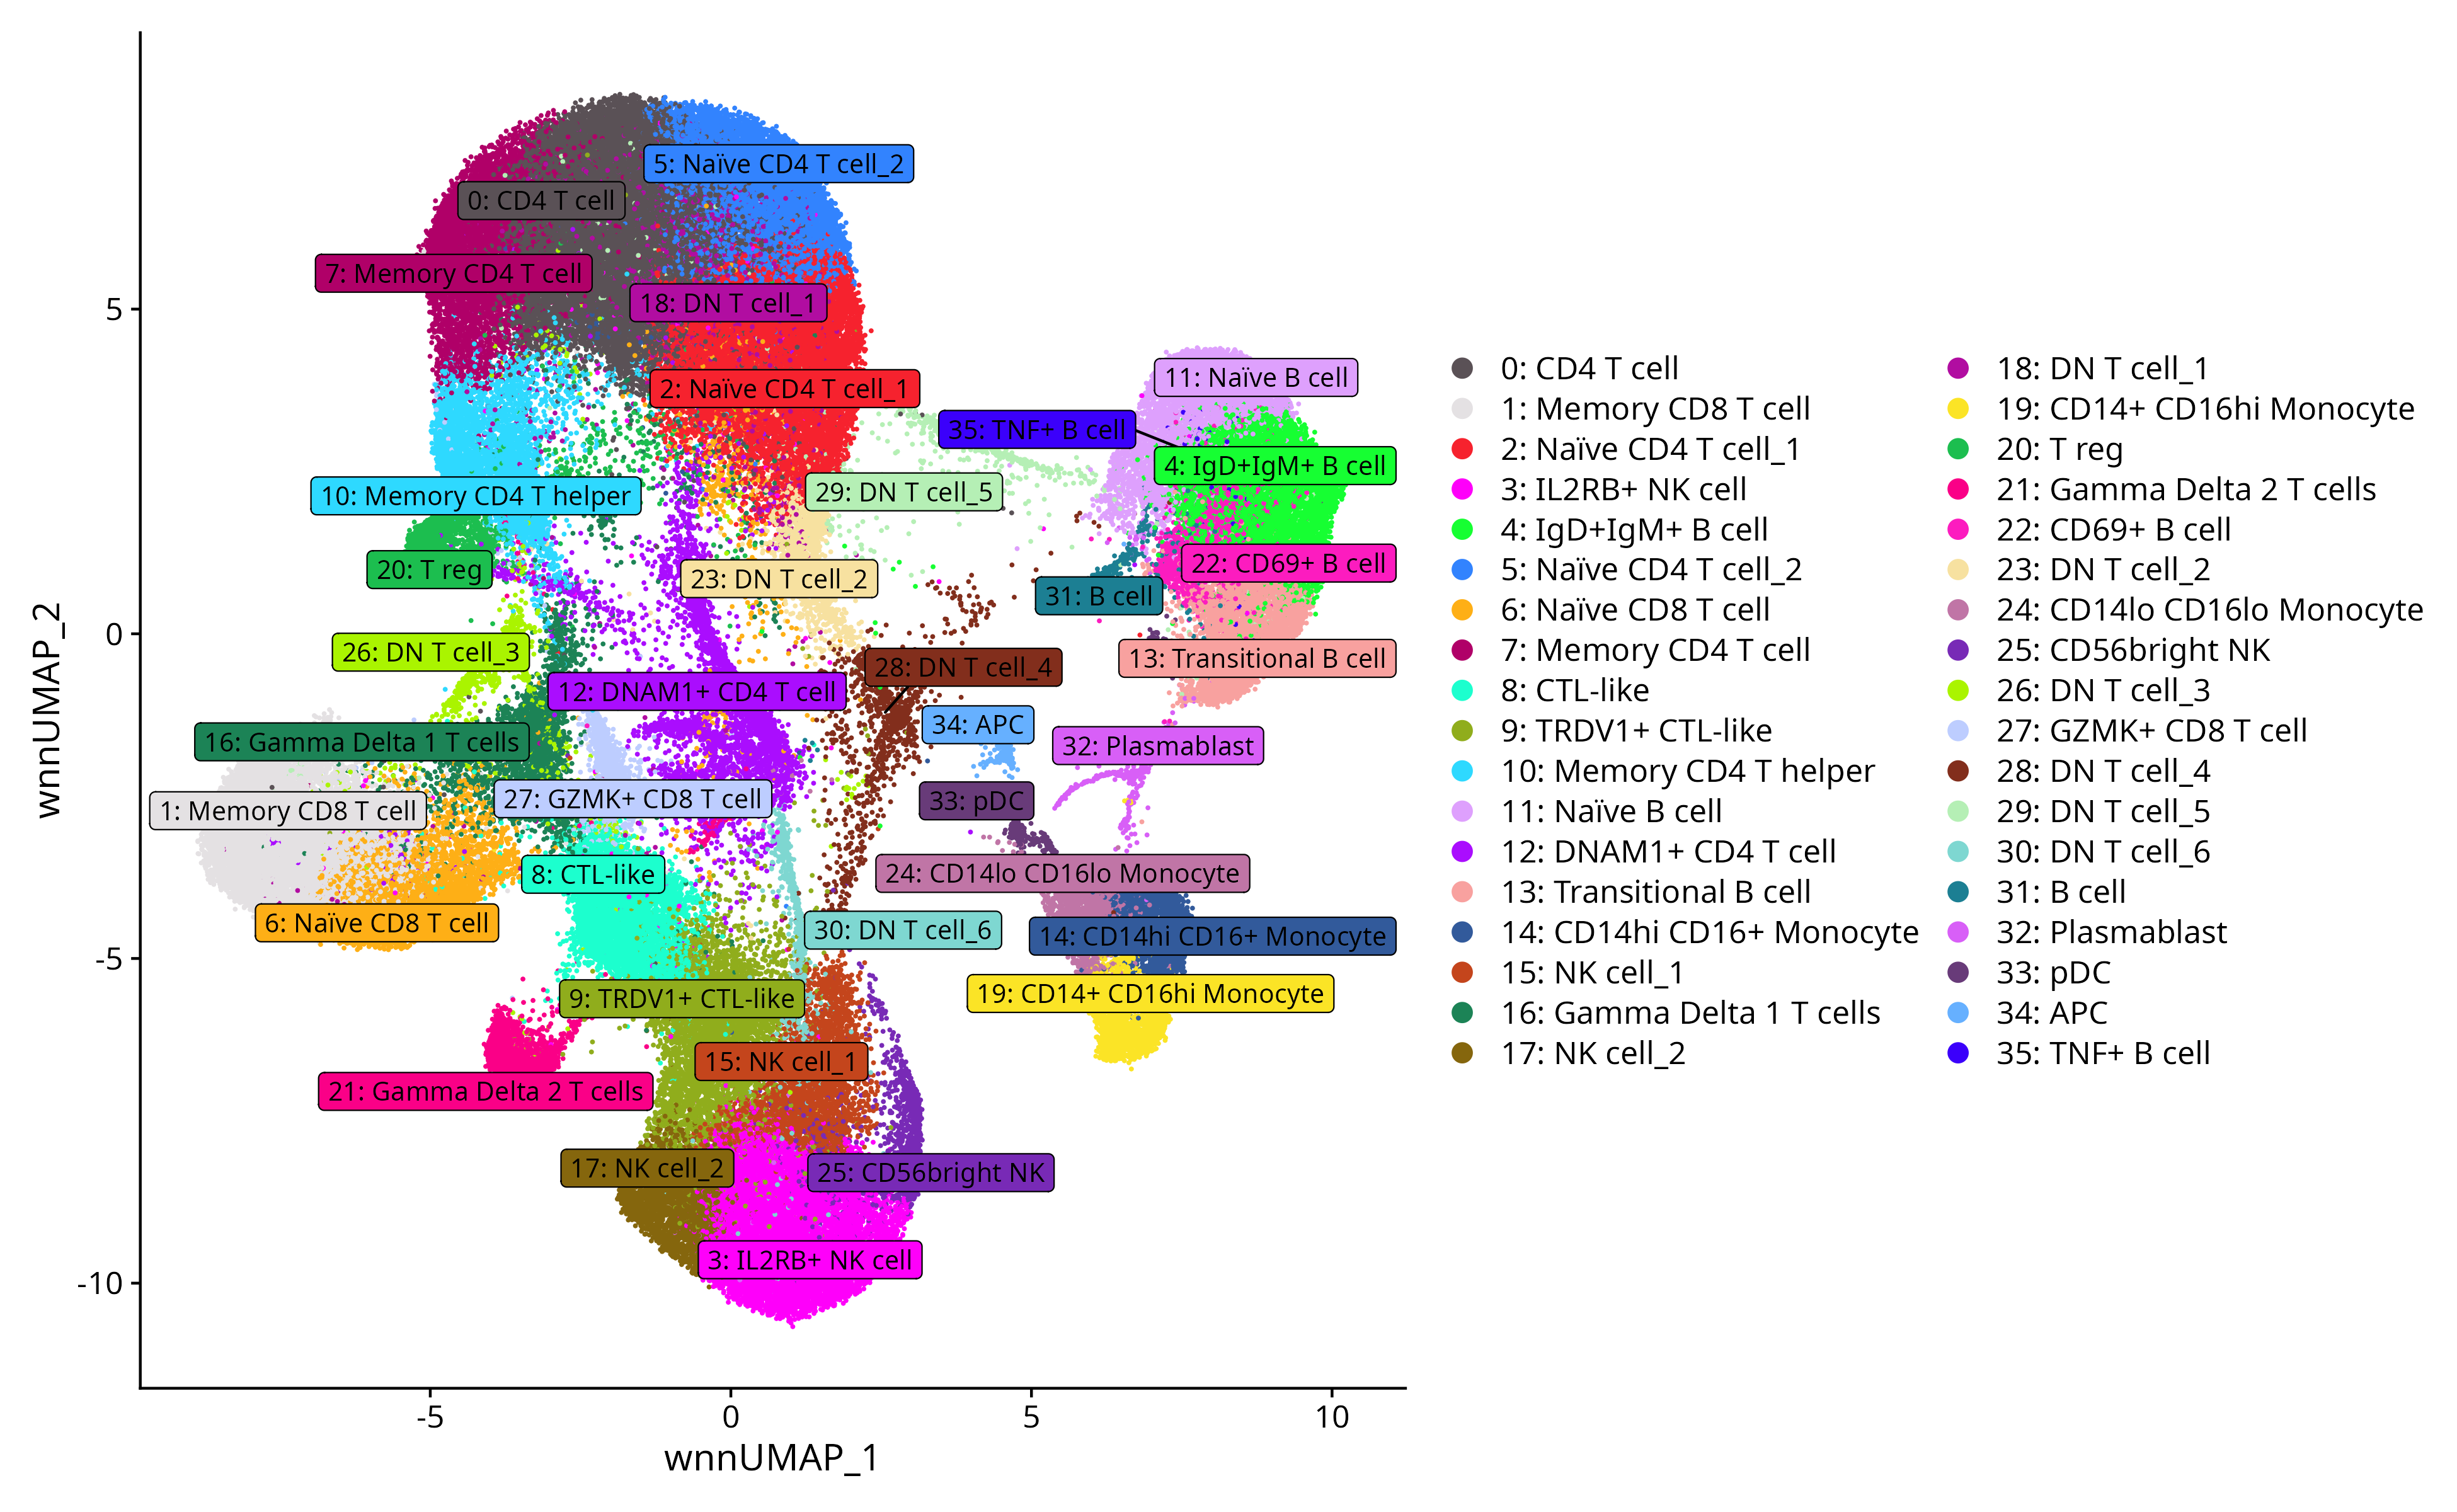 5: Naïve CD4 T cell_2
0: CD4 T cell
7: Memory CD4 T cell
18: DN T cell_1
2: Naïve CD4 T cell_1
11: Naïve B cell
35: TNF+ B cell
4: IgD+IgM+ B cell
10: Memory CD4 T helper
29: DN T cell_5
20: T reg
23: DN T cell_2
22: CD69+ B cell
31: B cell
26: DN T cell_3
28: DN T cell_4
13: Transitional B cell
12: DNAM1+ CD4 T cell
34: APC
16: Gamma Delta 1 T cells
32: Plasmablast
1: Memory CD8 T cell
27: GZMK+ CD8 T cell
33: pDC
8: CTL-like
24: CD14lo CD16lo Monocyte
6: Naïve CD8 T cell
30: DN T cell_6
14: CD14hi CD16+ Monocyte
9: TRDV1+ CTL-like
19: CD14+ CD16hi Monocyte
15: NK cell_1
21: Gamma Delta 2 T cells
17: NK cell_2
25: CD56bright NK
3: IL2RB+ NK cell
5
0
-5
-10
wnnUMAP_2
-5
0
5
10
wnnUMAP_1
0: CD4 T cell
1: Memory CD8 T cell
2: Naïve CD4 T cell_1
3: IL2RB+ NK cell
4: IgD+IgM+ B cell
5: Naïve CD4 T cell_2
6: Naïve CD8 T cell
7: Memory CD4 T cell
8: CTL-like
9: TRDV1+ CTL-like
10: Memory CD4 T helper
11: Naïve B cell
12: DNAM1+ CD4 T cell
13: Transitional B cell
14: CD14hi CD16+ Monocyte
15: NK cell_1
16: Gamma Delta 1 T cells
17: NK cell_2
18: DN T cell_1
19: CD14+ CD16hi Monocyte
20: T reg
21: Gamma Delta 2 T cells
22: CD69+ B cell
23: DN T cell_2
24: CD14lo CD16lo Monocyte
25: CD56bright NK
26: DN T cell_3
27: GZMK+ CD8 T cell
28: DN T cell_4
29: DN T cell_5
30: DN T cell_6
31: B cell
32: Plasmablast
33: pDC
34: APC
35: TNF+ B cell